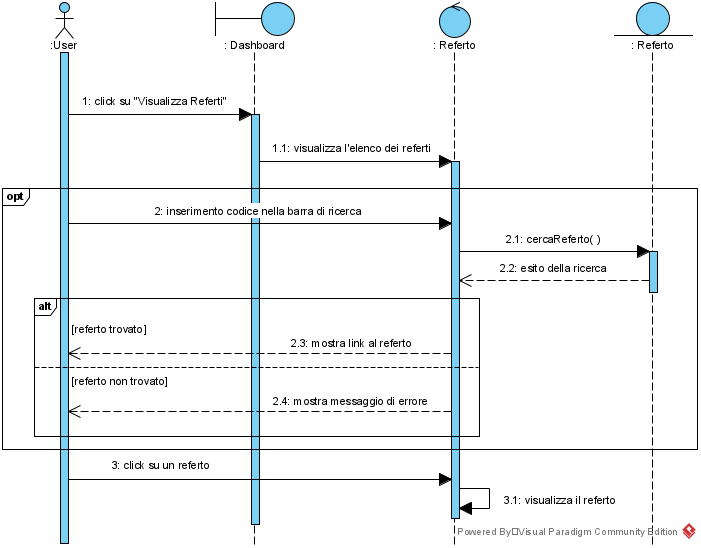 :User
: Dashboard
: Referto
: Referto
1: click su "Visualizza Referti"
1.1: visualizza l'elenco dei referti
opt
2: inserimento codice nella barra di ricerca
2.1: cercaReferto( )
2.2: esito della ricerca
alt
[referto trovato]
2.3: mostra link al referto
[referto non trovato]
2.4: mostra messaggio di errore
3: click su un referto
3.1: visualizza il referto
Powered By Visual Paradigm Community Edition